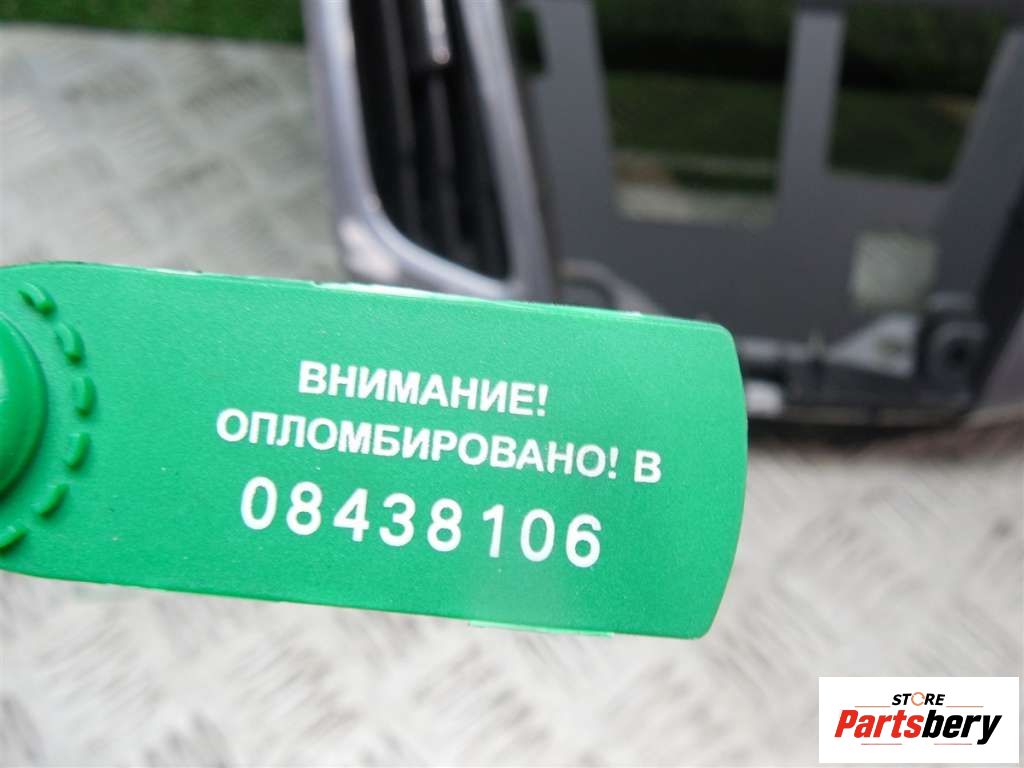 ВНИМАНИЕ!
ОПЛОМБИРОВАНО! В
08438106
STORE
Partsbery